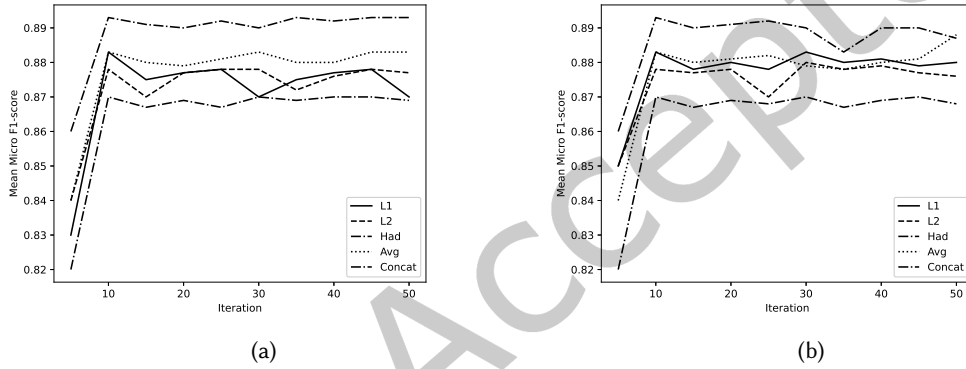 0.89
0.88
0.87
0.86
0.85
0.84
0.83
0.82
Mean Micro F1-score
10
20
30
40
50
Iteration
L1
L2
Had
Avg
Concat
(a)
0.89
0.88
0.87
0.86
0.85
0.84
0.83
0.82
Mean Micro F1-score
10
20
30
40
50
Iteration
L1
L2
Had
Avg
Concat
(b)
Accepte